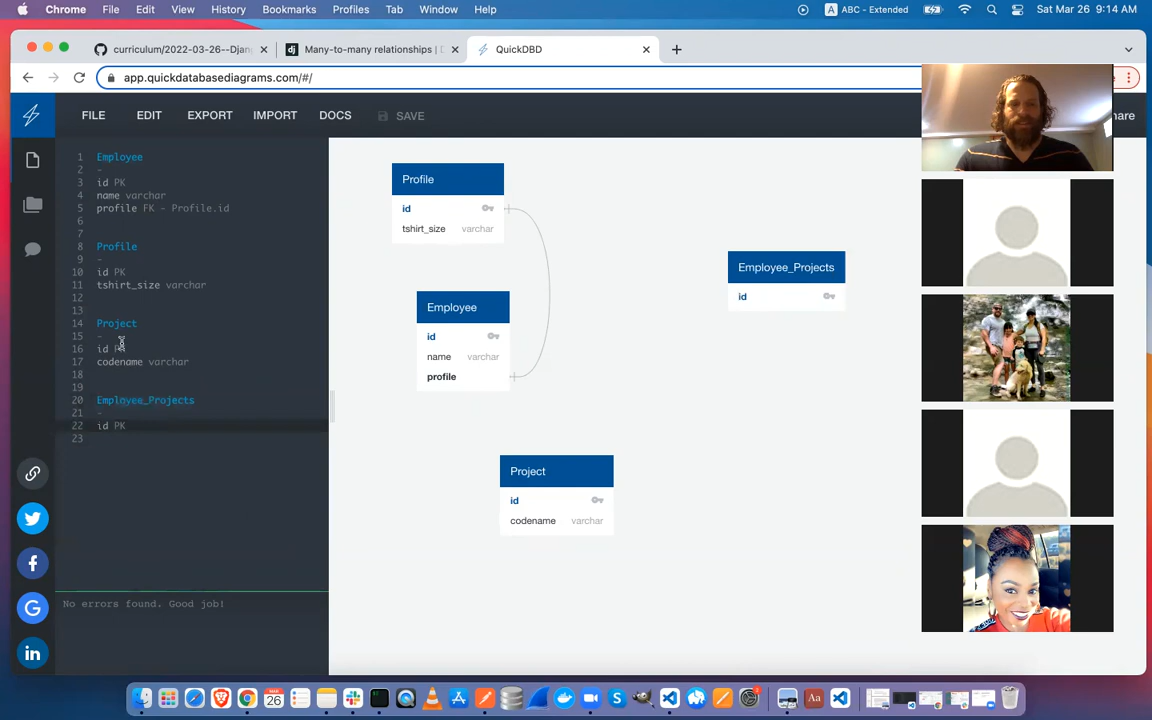 Chrome File Edit View History Bookmarks Profiles Tab Window Help A ABC - Extended Sat Mar 26 9:14 AM
curriculum/2022-03-26--Djan × dj Many-to-many relationships | D × QuickDBD × +
app.quickdatabasediagrams.com/#/
FILE EDIT EXPORT IMPORT DOCS SAVE hare
1 Employee
2 -
3 id PK
4 name varchar
5 profile FK - Profile.id
6
7
8 Profile
9 -
10 id PK
11 tshirt_size varchar
12
13
14 Project
15 -
16 id PK
17 codename varchar
18
19
20 Employee_Projects
21 -
22 id PK
23
No errors found. Good job!
Profile
id
tshirt_size varchar
Employee
id
name varchar
profile
Project
id
codename varchar
Employee_Projects
id